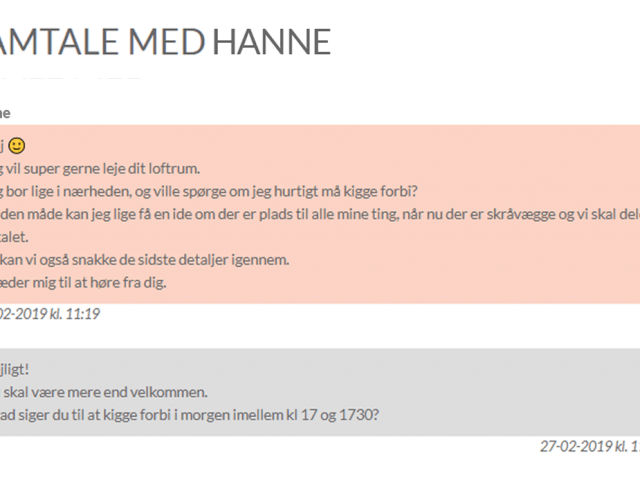 AMTALE MED HANNE
ne
j 🙂
g vil super gerne leje dit loftrum.
g bor lige i nærheden, og ville spørge om jeg hurtigt må kigge forbi?
den måde kan jeg lige få en ide om der er plads til alle mine ting, når nu der er skråvægge og vi skal del
kalet.
kan vi også snakke de sidste detaljer igennem.
æder mig til at høre fra dig.
02-2019 kl. 11:19
jligt!
skal være mere end velkommen.
ad siger du til at kigge forbi i morgen imellem kl 17 og 1730?
27-02-2019 kl. 1